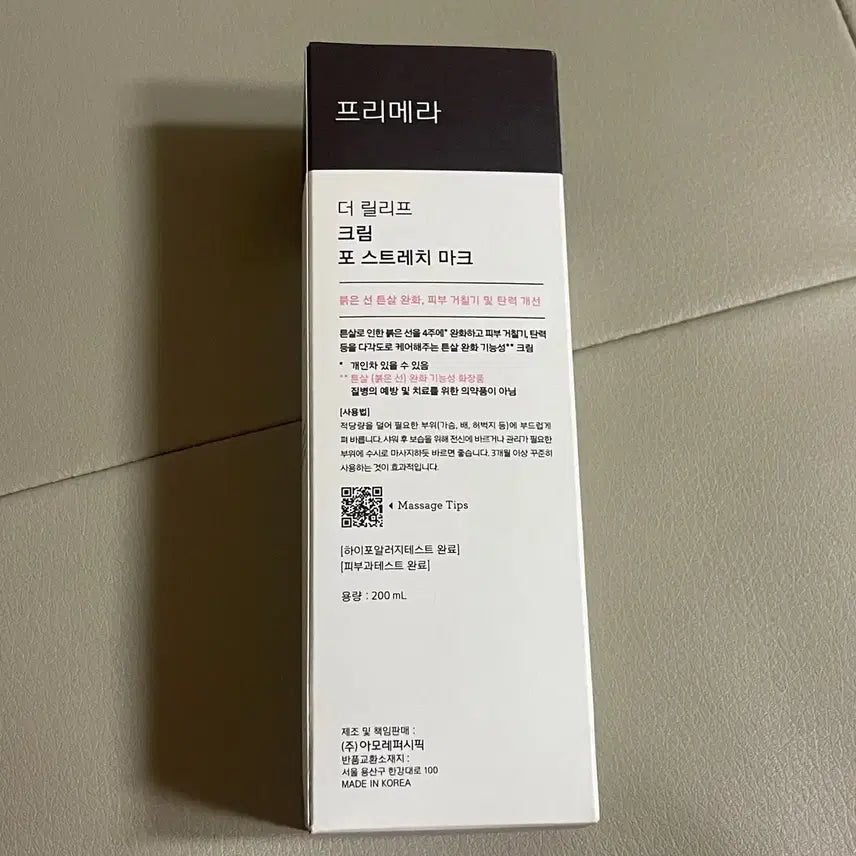 프리메라
더 릴리프
크림
포 스트레치 마크
붉은 선 튼살 완화, 피부 거칠기 및 탄력 개선
튼살로 인한 붉은 선을 4주에* 완화하고 피부 거칠기, 탄력
등을 다각도로 케어해주는 튼살 완화 기능성** 크림
* 개인차 있을 수 있음
** 튼살 (붉은 선) 완화 기능성 화장품
질병의 예방 및 치료를 위한 의약품이 아님
[사용법]
적당량을 덜어 필요한 부위(가슴, 배, 허벅지 등)에 부드럽게
펴 바릅니다. 샤워 후 보습을 위해 전신에 바르거나 관리가 필요한
부위에 수시로 마사지하듯 바르면 좋습니다. 3개월 이상 꾸준히
사용하는 것이 효과적입니다.
◀ Massage Tips
[하이포알러지테스트 완료]
[피부과테스트 완료]
용량 : 200 mL
제조 및 책임판매 :
(주)아모레퍼시픽
반품교환소재지 :
서울 용산구 한강대로 100
MADE IN KOREA